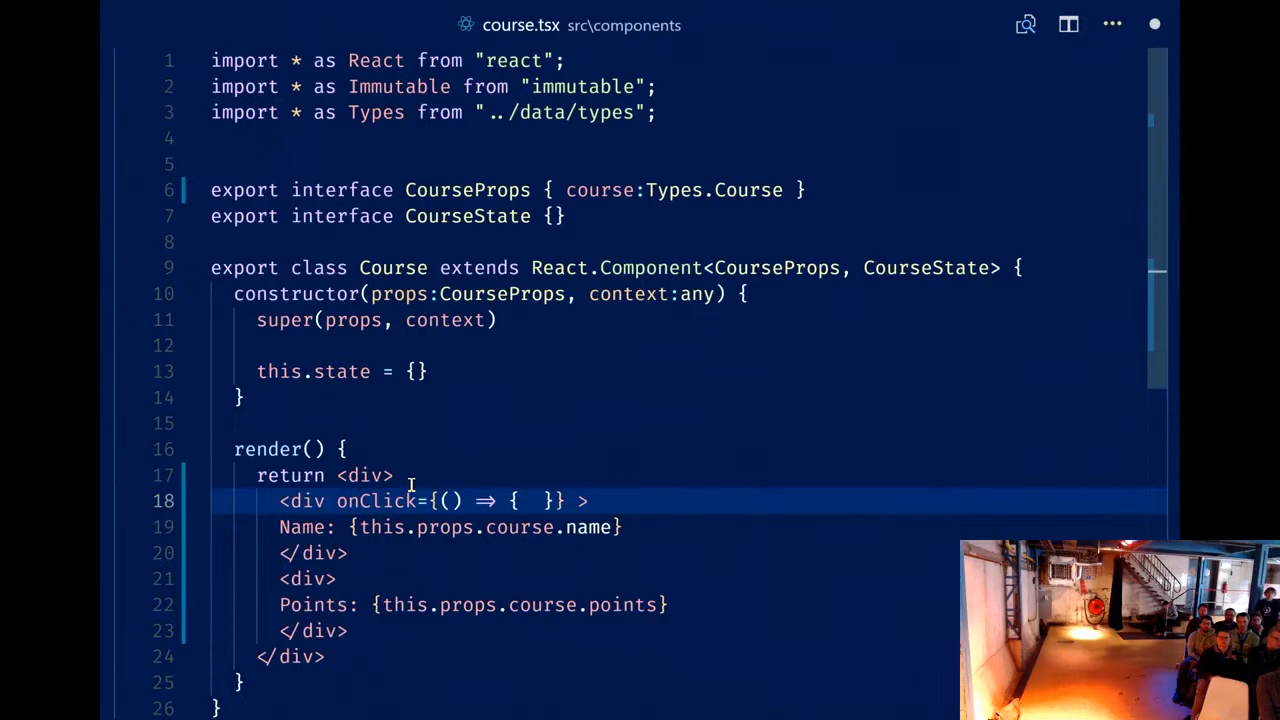 course.tsx src\components
1 import * as React from "react";
2 import * as Immutable from "immutable";
3 import * as Types from "../data/types";
4
5
6 export interface CourseProps { course:Types.Course }
7 export interface CourseState {}
8
9 export class Course extends React.Component<CourseProps, CourseState> {
10 constructor(props:CourseProps, context:any) {
11 super(props, context)
12
13 this.state = {}
14 }
15
16 render() {
17 return <div>
18 <div onClick={() => {  }} >
19 Name: {this.props.course.name}
20 </div>
21 <div>
22 Points: {this.props.course.points}
23 </div>
24 </div>
25 }
26 }